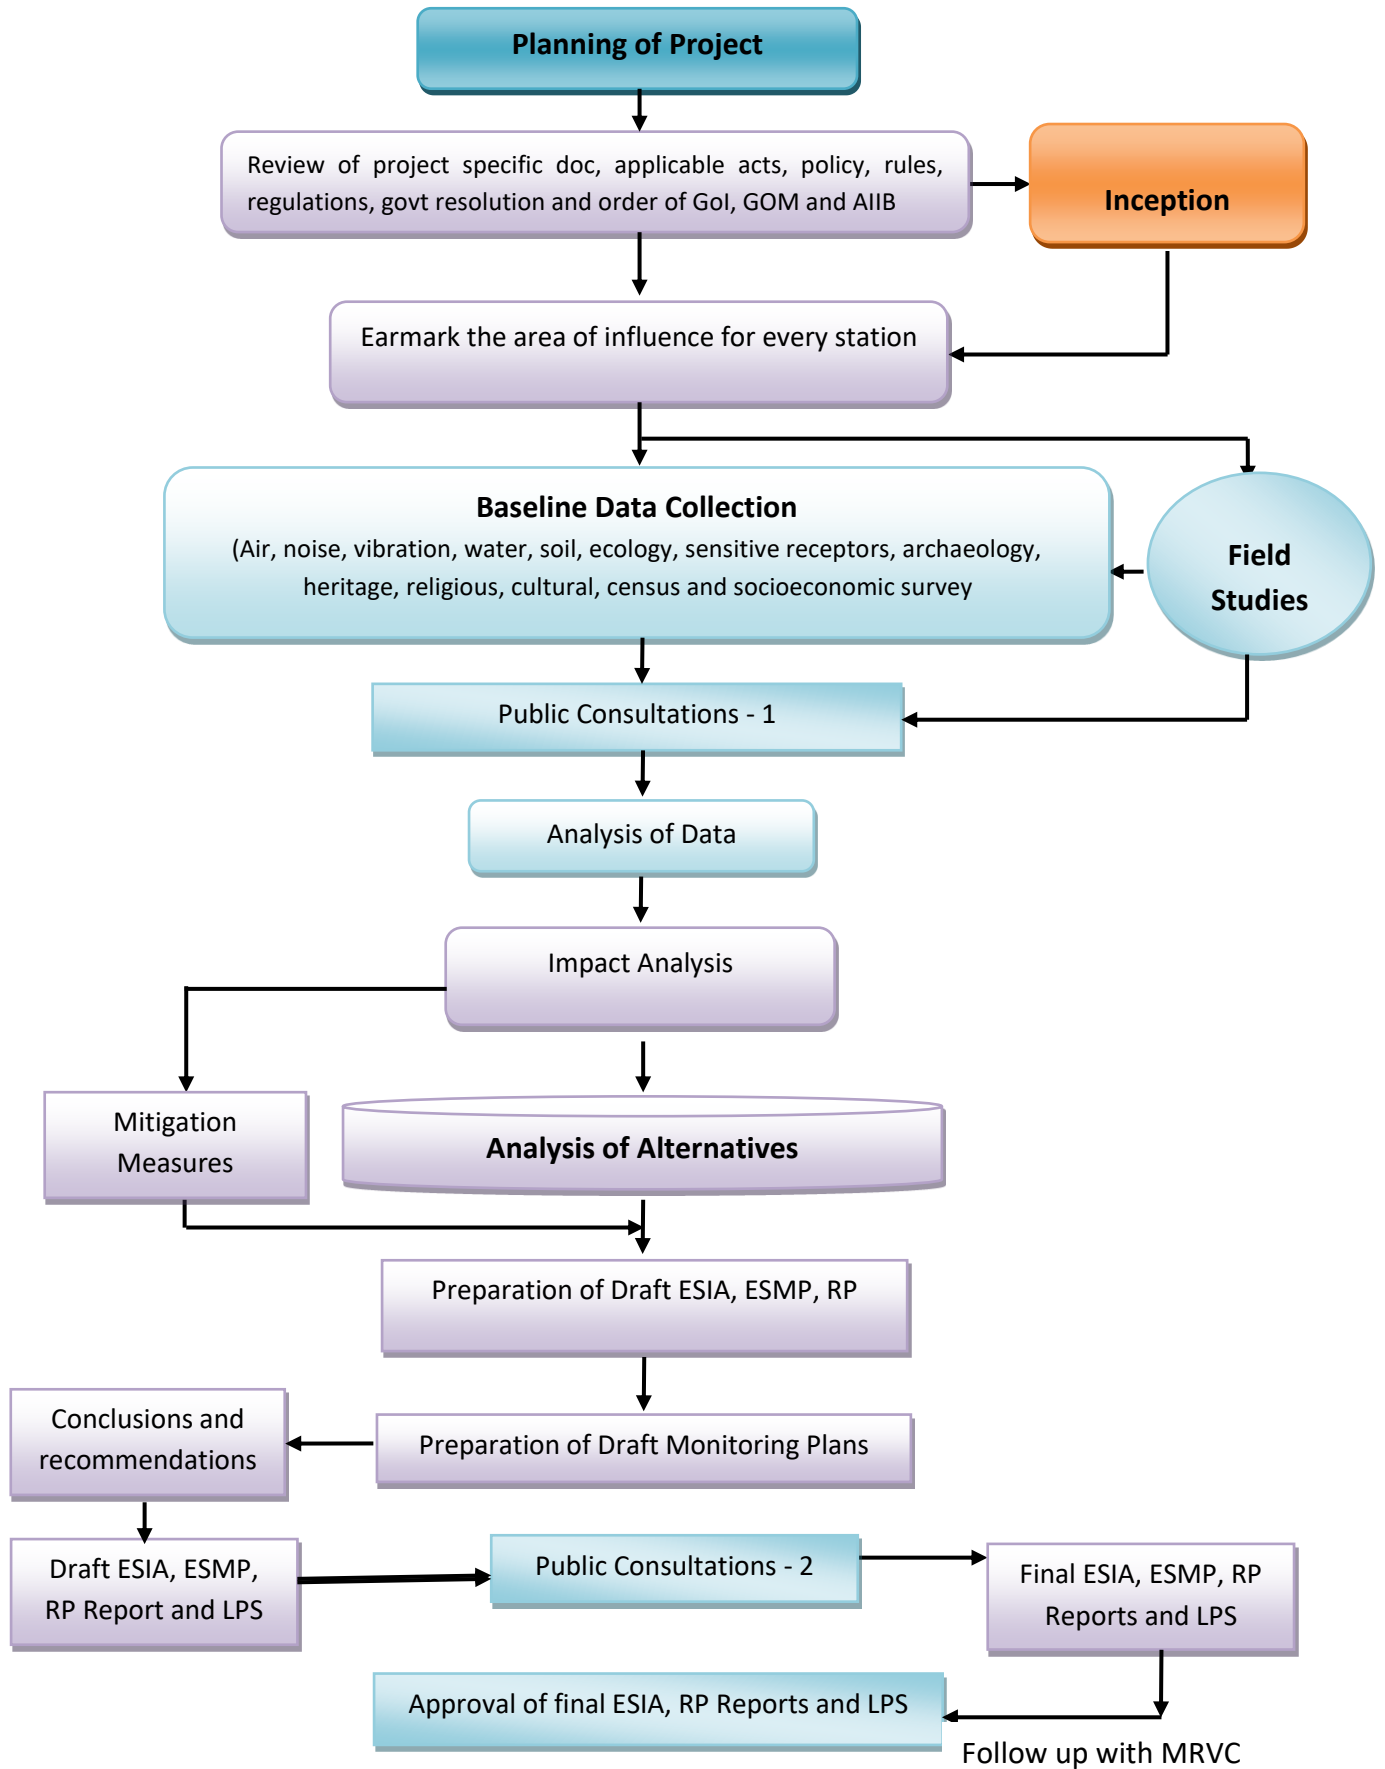 Planning of Project
Review of project specific doc, applicable acts, policy, rules,
regulations, govt resolution and order of GoI, GOM and AIIB
Inception
Earmark the area of influence for every station
Baseline Data Collection
(Air, noise, vibration, water, soil, ecology, sensitive receptors, archaeology,
heritage, religious, cultural, census and socioeconomic survey
Field
Studies
Public Consultations - 1
Analysis of Data
Impact Analysis
Mitigation
Measures
Analysis of Alternatives
Preparation of Draft ESIA, ESMP, RP
Conclusions and
recommendations
Preparation of Draft Monitoring Plans
Draft ESIA, ESMP,
RP Report and LPS
Public Consultations - 2
Final ESIA, ESMP, RP
Reports and LPS
Approval of final ESIA, RP Reports and LPS
Follow up with MRVC